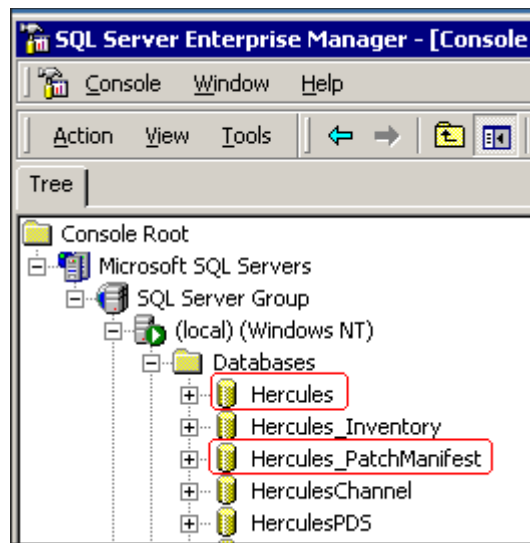 SQL Server Enterprise Manager - [Console
Console Window Help
Action View Tools
Tree
Console Root
Microsoft SQL Servers
SQL Server Group
(local) (Windows NT)
Databases
Hercules
Hercules_Inventory
Hercules_PatchManifest
HerculesChannel
HerculesPDS